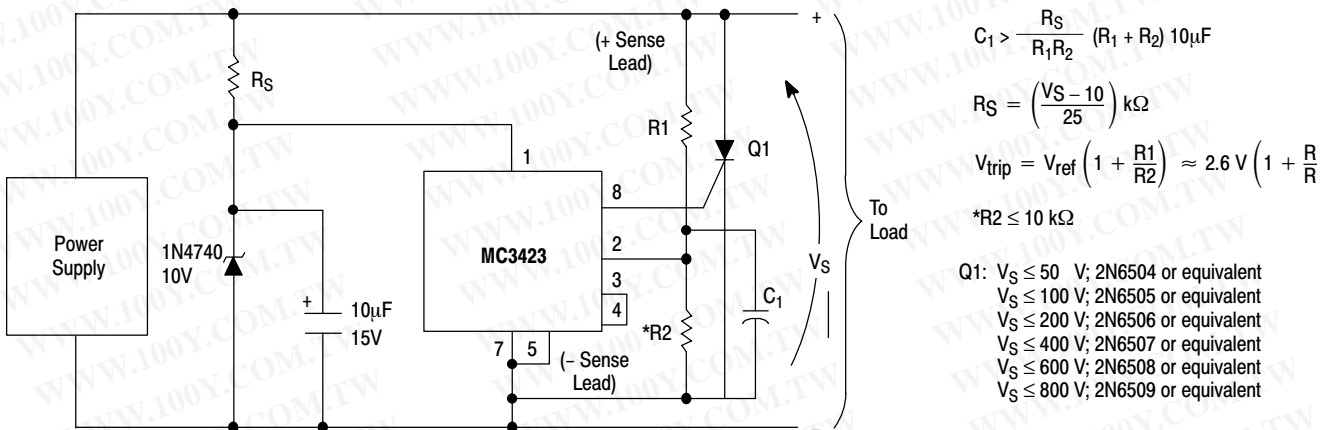 Power
Supply
R_S
1N4740
10V
+
10μF
15V
1
MC3423
8
2
3
4
7
5
(+ Sense
Lead)
R1
Q1
*R2
C_1
(– Sense
Lead)
V_S
+
To
Load
C_1 > R_S / R_1R_2 (R_1 + R_2) 10μF
R_S = (V_S – 10 / 25) kΩ
V_trip = V_ref (1 + R1/R2) ≈ 2.6 V (1 + R/R
*R2 ≤ 10 kΩ
Q1: V_S ≤ 50 V; 2N6504 or equivalent
V_S ≤ 100 V; 2N6505 or equivalent
V_S ≤ 200 V; 2N6506 or equivalent
V_S ≤ 400 V; 2N6507 or equivalent
V_S ≤ 600 V; 2N6508 or equivalent
V_S ≤ 800 V; 2N6509 or equivalent
WWW.100Y.COM.TW